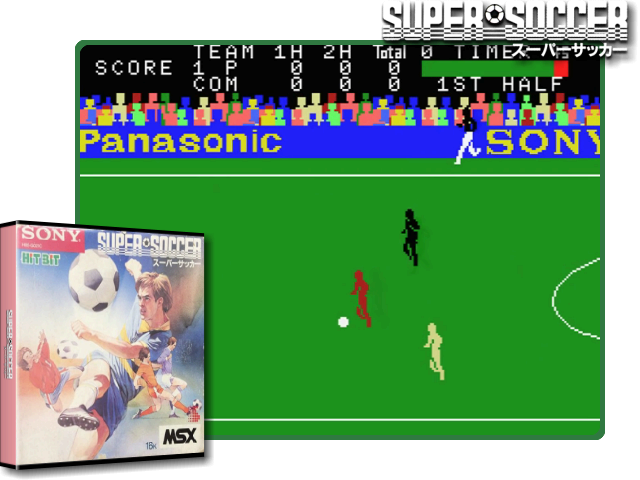 SUPER SOCCER
スーパーサッカー
TEAM 1H 2H Total 0 TIME
SCORE 1 P 0 0 0
COM 0 0 0 1ST HALF
Panasonic SONY
SONY
HiT BiT
SUPER SOCCER
スーパーサッカー
16K MSX